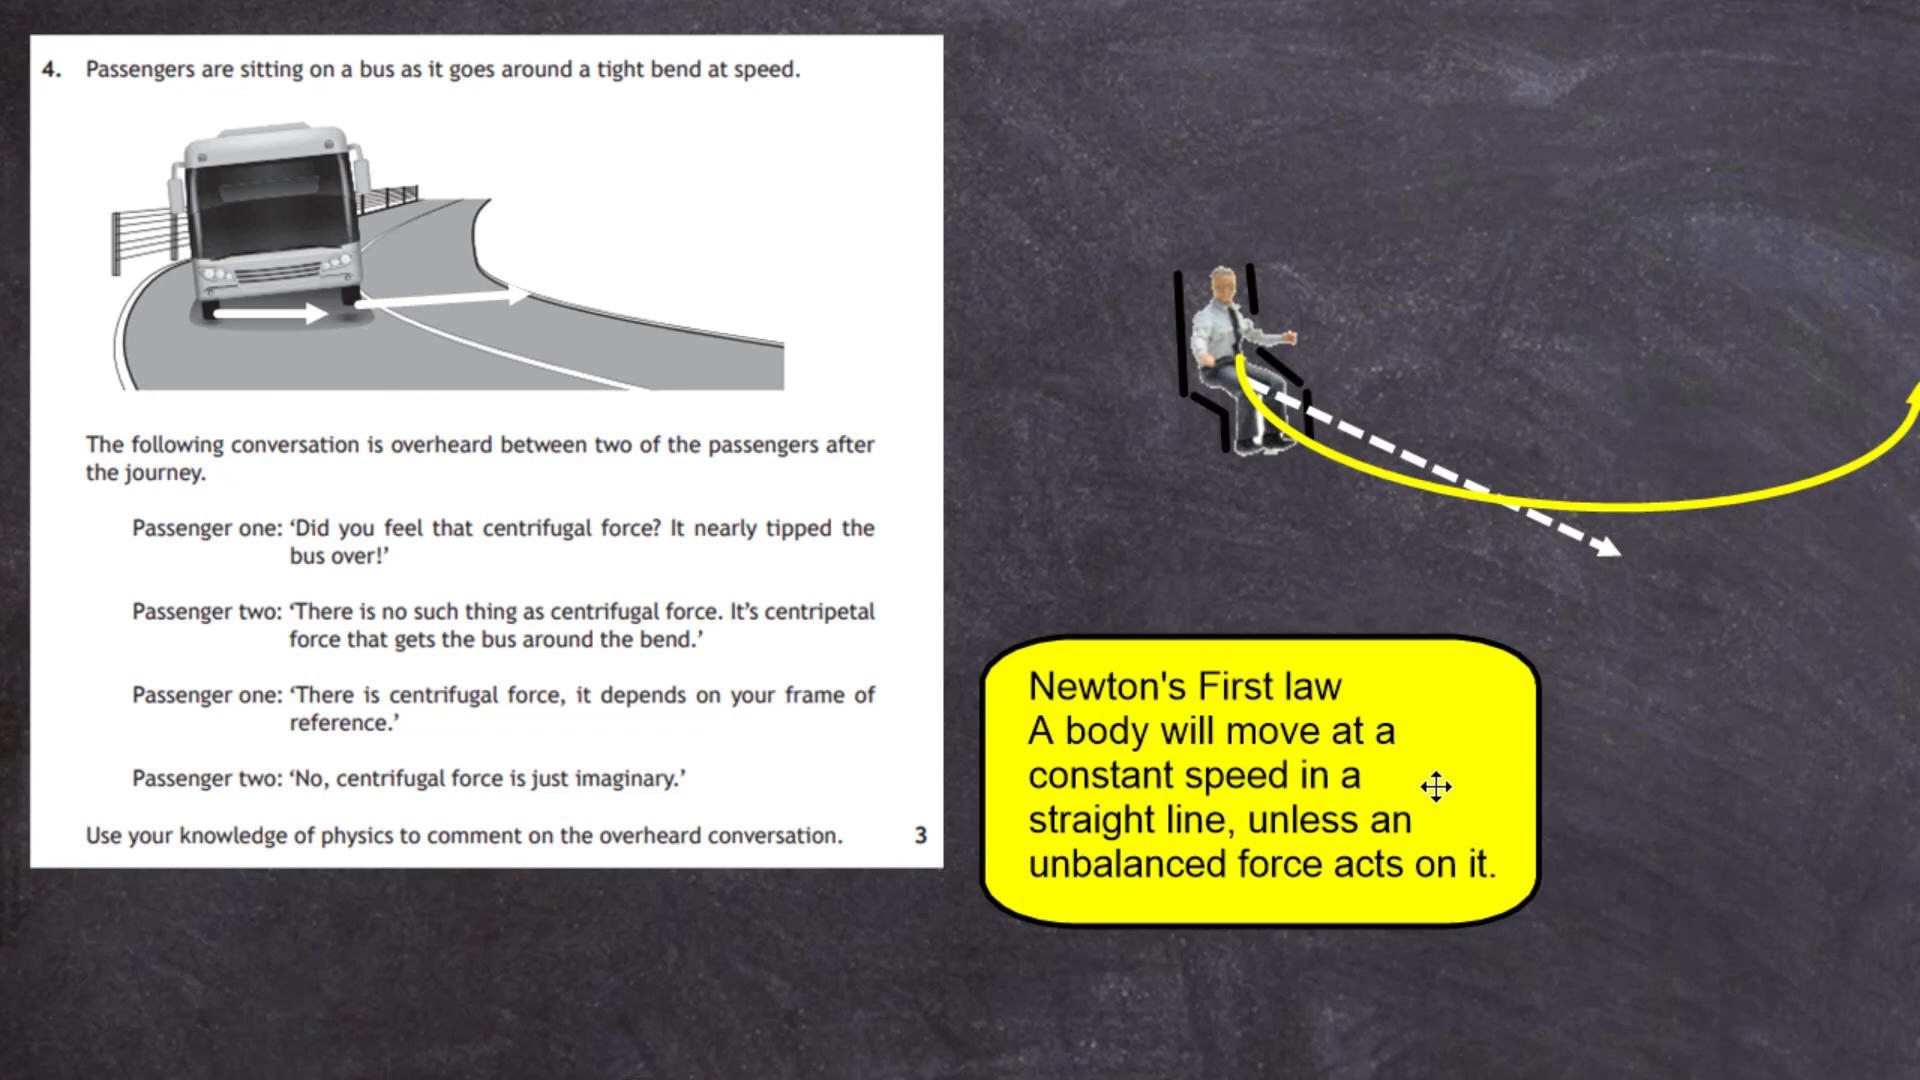 4. Passengers are sitting on a bus as it goes around a tight bend at speed.
The following conversation is overheard between two of the passengers after
the journey.
Passenger one: ‘Did you feel that centrifugal force? It nearly tipped the
bus over!’
Passenger two: ‘There is no such thing as centrifugal force. It’s centripetal
force that gets the bus around the bend.’
Passenger one: ‘There is centrifugal force, it depends on your frame of
reference.’
Passenger two: ‘No, centrifugal force is just imaginary.’
Use your knowledge of physics to comment on the overheard conversation. 3
Newton's First law
A body will move at a
constant speed in a
straight line, unless an
unbalanced force acts on it.